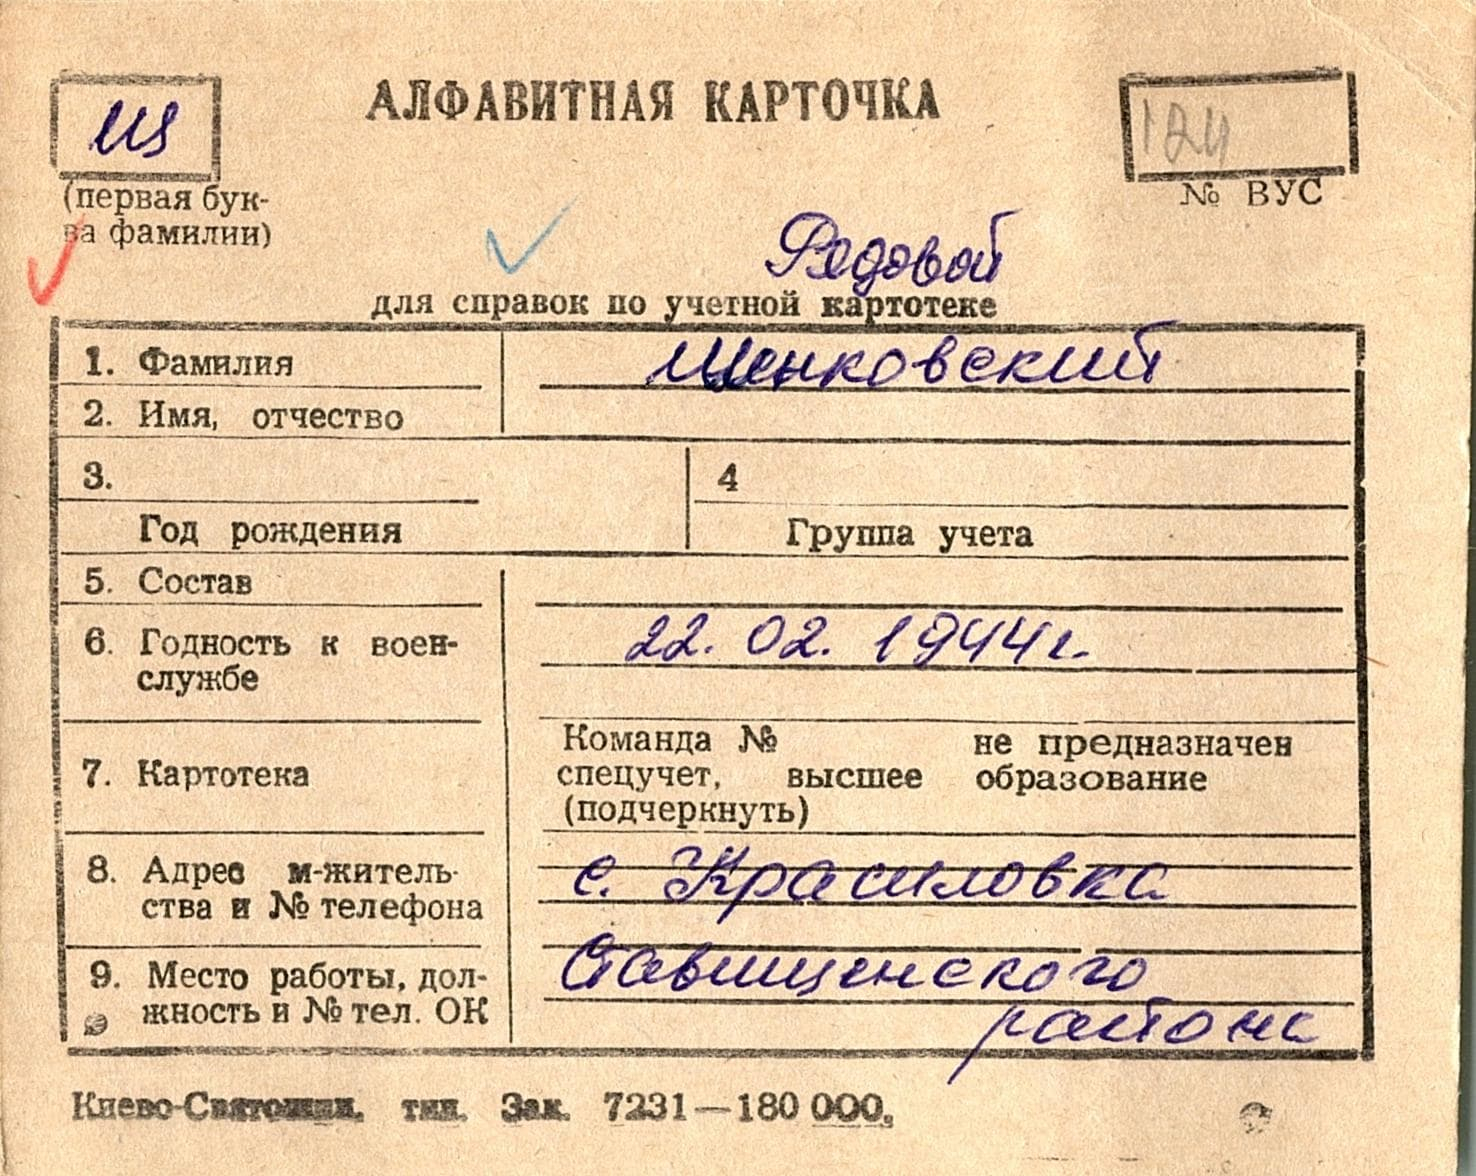 АЛФАВИТНАЯ КАРТОЧКА
Щ
(первая бук-
ва фамилии)
124
№ ВУС
Рядовой
для справок по учетной картотеке
1. Фамилия
Щенковский
2. Имя, отчество
3.
Год рождения
4
Группа учета
5. Состав
6. Годность к воен-
службе
22.02.1944г.
7. Картотека
Команда № не предназначен
спецучет, высшее образование
(подчеркнуть)
8. Адрес м-житель-
ства и № телефона
с. Красиловка
9. Место работы, дол-
жность и № тел. ОК
Ставищенского
района
Киево-Святошин. тип. Зак. 7231—180 000.